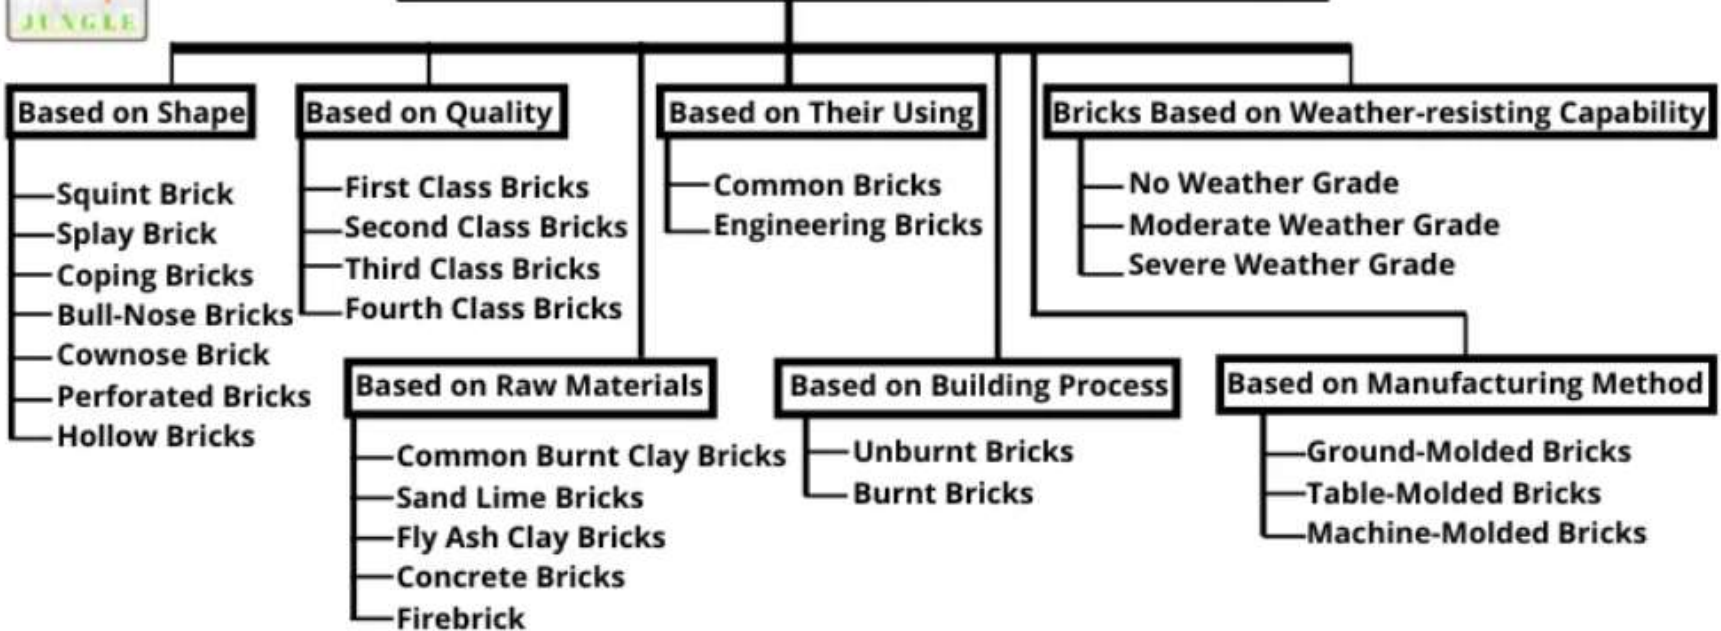 JUNGLE
Based on Shape
Squint Brick
Splay Brick
Coping Bricks
Bull-Nose Bricks
Cownose Brick
Perforated Bricks
Hollow Bricks
Based on Quality
First Class Bricks
Second Class Bricks
Third Class Bricks
Fourth Class Bricks
Based on Their Using
Common Bricks
Engineering Bricks
Bricks Based on Weather-resisting Capability
No Weather Grade
Moderate Weather Grade
Severe Weather Grade
Based on Raw Materials
Common Burnt Clay Bricks
Sand Lime Bricks
Fly Ash Clay Bricks
Concrete Bricks
Firebrick
Based on Building Process
Unburnt Bricks
Burnt Bricks
Based on Manufacturing Method
Ground-Molded Bricks
Table-Molded Bricks
Machine-Molded Bricks